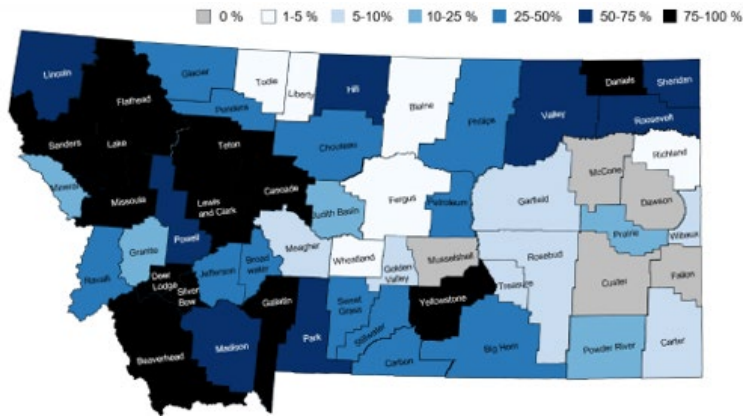 0 % 1-5 % 5-10% 10-25 % 25-50% 50-75 % 75-100 %
Lincoln
Glacier
Toole
Liberty
Hill
Blaine
Phillips
Valley
Daniels
Sheridan
Roosevelt
Flathead
Pondera
Sanders
Lake
Teton
Chouteau
McCone
Richland
Mineral
Missoula
Lewis
and Clark
Cascade
Judith Basin
Fergus
Petroleum
Garfield
Dawson
Prairie
Wibaux
Powell
Granite
Ravalli
Jefferson
Broad
water
Meagher
Wheatland
Golden
Valley
Musselshell
Rosebud
Treasure
Custer
Fallon
Deer
Lodge
Silver
Bow
Gallatin
Sweet
Grass
Stillwater
Yellowstone
Beaverhead
Madison
Park
Carbon
Big Horn
Powder River
Carter